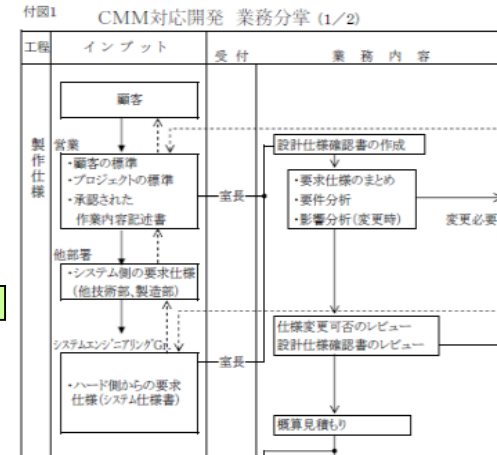 付図1
CMM対応開発 業務分掌 (1/2)
工程
インプット
受付
業務内容
製作仕様
顧客
営業
・顧客の標準
・プロジェクトの標準
・承認された
作業内容記述書
他部署
・システム側の要求仕様
(他技術部、製造部)
システムエンジニアリングGr
・ハード側からの要求
仕様(システム仕様書)
室長
室長
設計仕様確認書の作成
・要求仕様のまとめ
・要件分析
・影響分析(変更時)
変更必要
仕様変更可否のレビュー
設計仕様確認書のレビュー
概算見積もり